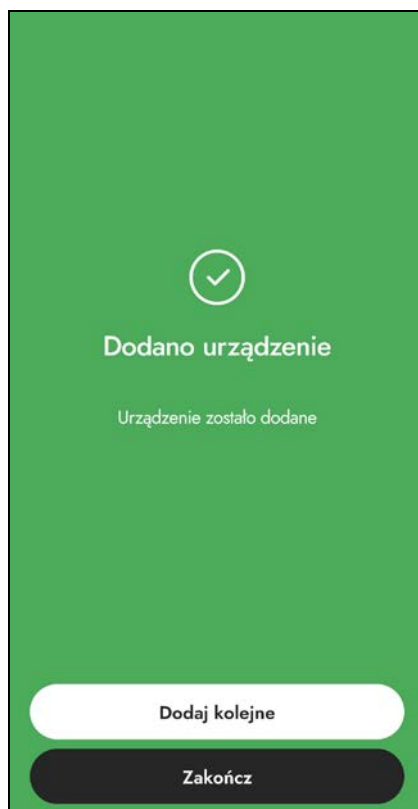 Dodano urządzenie
Urządzenie zostało dodane
Dodaj kolejne
Zakończ